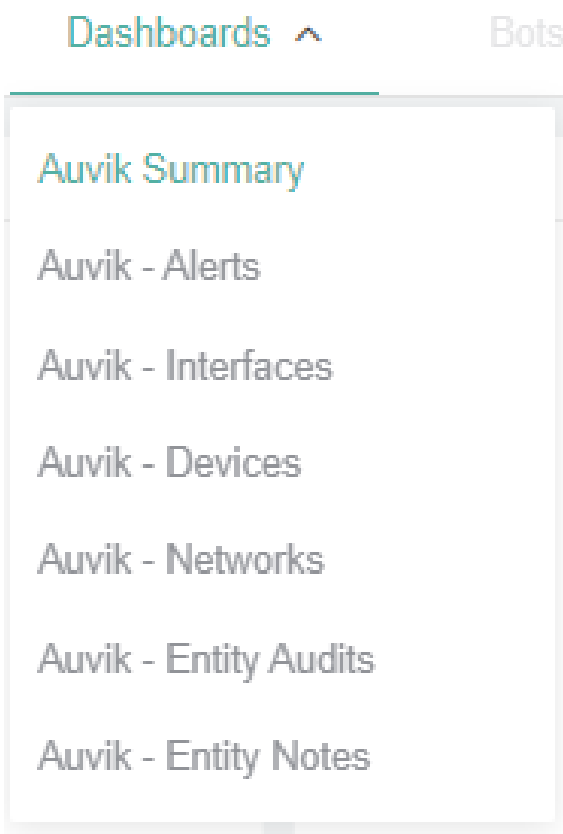 Dashboards Bots
Auvik Summary
Auvik - Alerts
Auvik - Interfaces
Auvik - Devices
Auvik - Networks
Auvik - Entity Audits
Auvik - Entity Notes